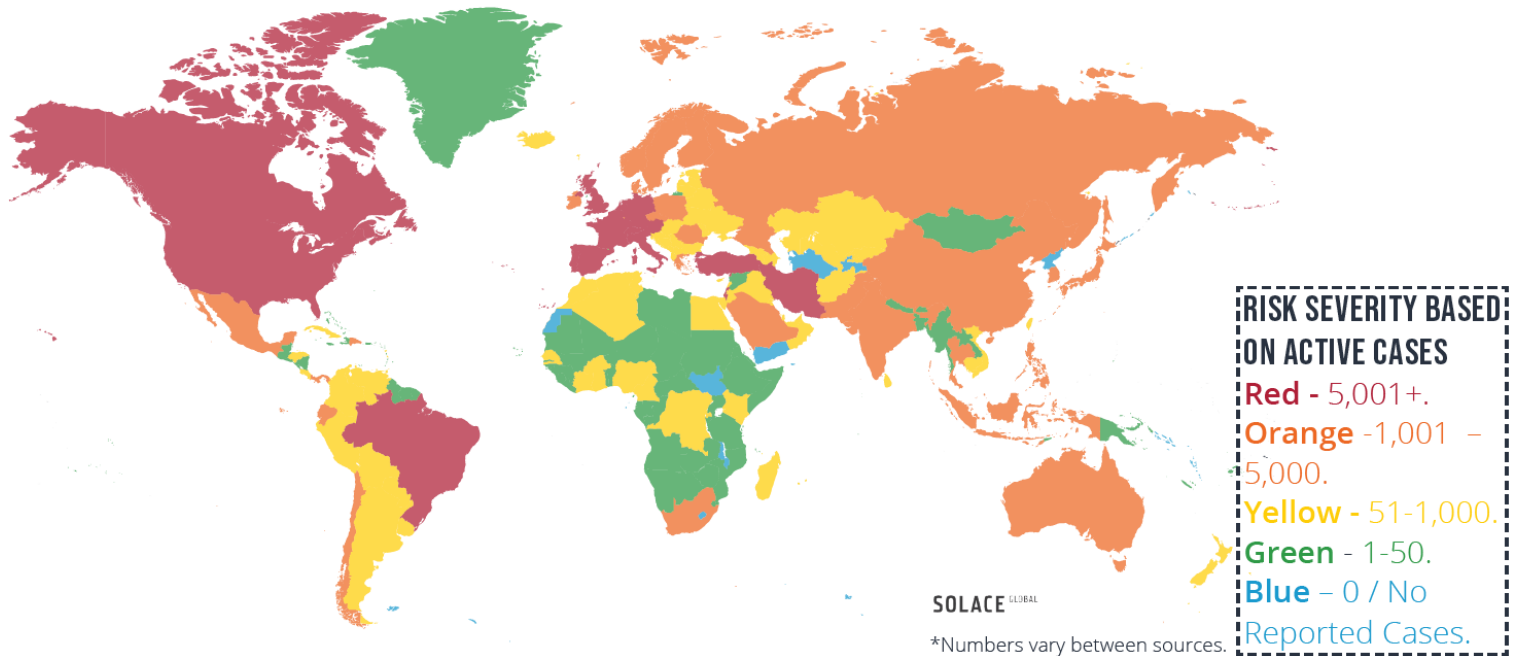 RISK SEVERITY BASED
ON ACTIVE CASES
Red - 5,001+.
Orange -1,001 –
5,000.
Yellow - 51-1,000.
Green - 1-50.
Blue – 0 / No
Reported Cases.
SOLACE GLOBAL
*Numbers vary between sources.